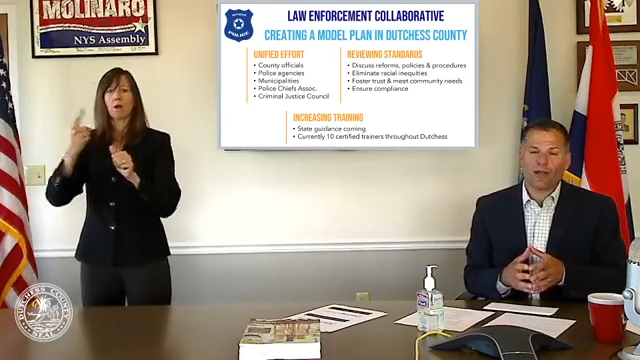 MOLINARO
NYS Assembly
POLICE
LAW ENFORCEMENT COLLABORATIVE
CREATING A MODEL PLAN IN DUTCHESS COUNTY
UNIFIED EFFORT
• County officials
• Police agencies
• Municipalities
• Police Chiefs Assoc.
• Criminal Justice Council
REVIEWING STANDARDS
• Discuss reforms, policies & procedures
• Eliminate racial inequities
• Foster trust & meet community needs
• Ensure compliance
INCREASING TRAINING
• State guidance coming
• Currently 10 certified trainers throughout Dutchess
DUTCHESS COUNTY
SEAL